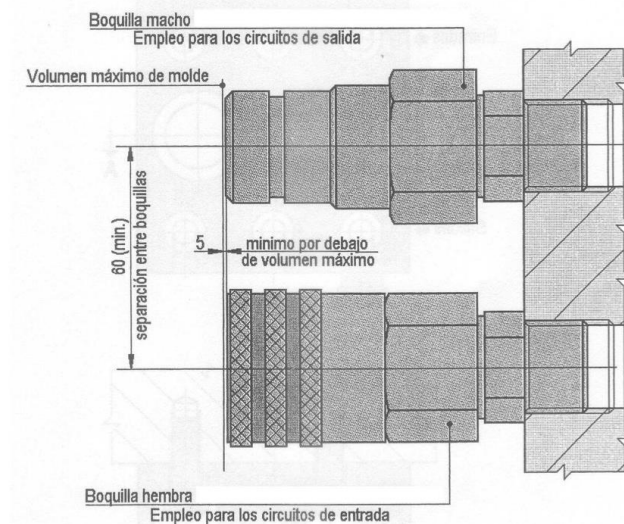 Boquilla macho
Empleo para los circuitos de salida
Volumen máximo de molde
60 (min.)
separación entre boquillas
5
minimo por debajo
de volumen máximo
Boquilla hembra
Empleo para los circuitos de entrada